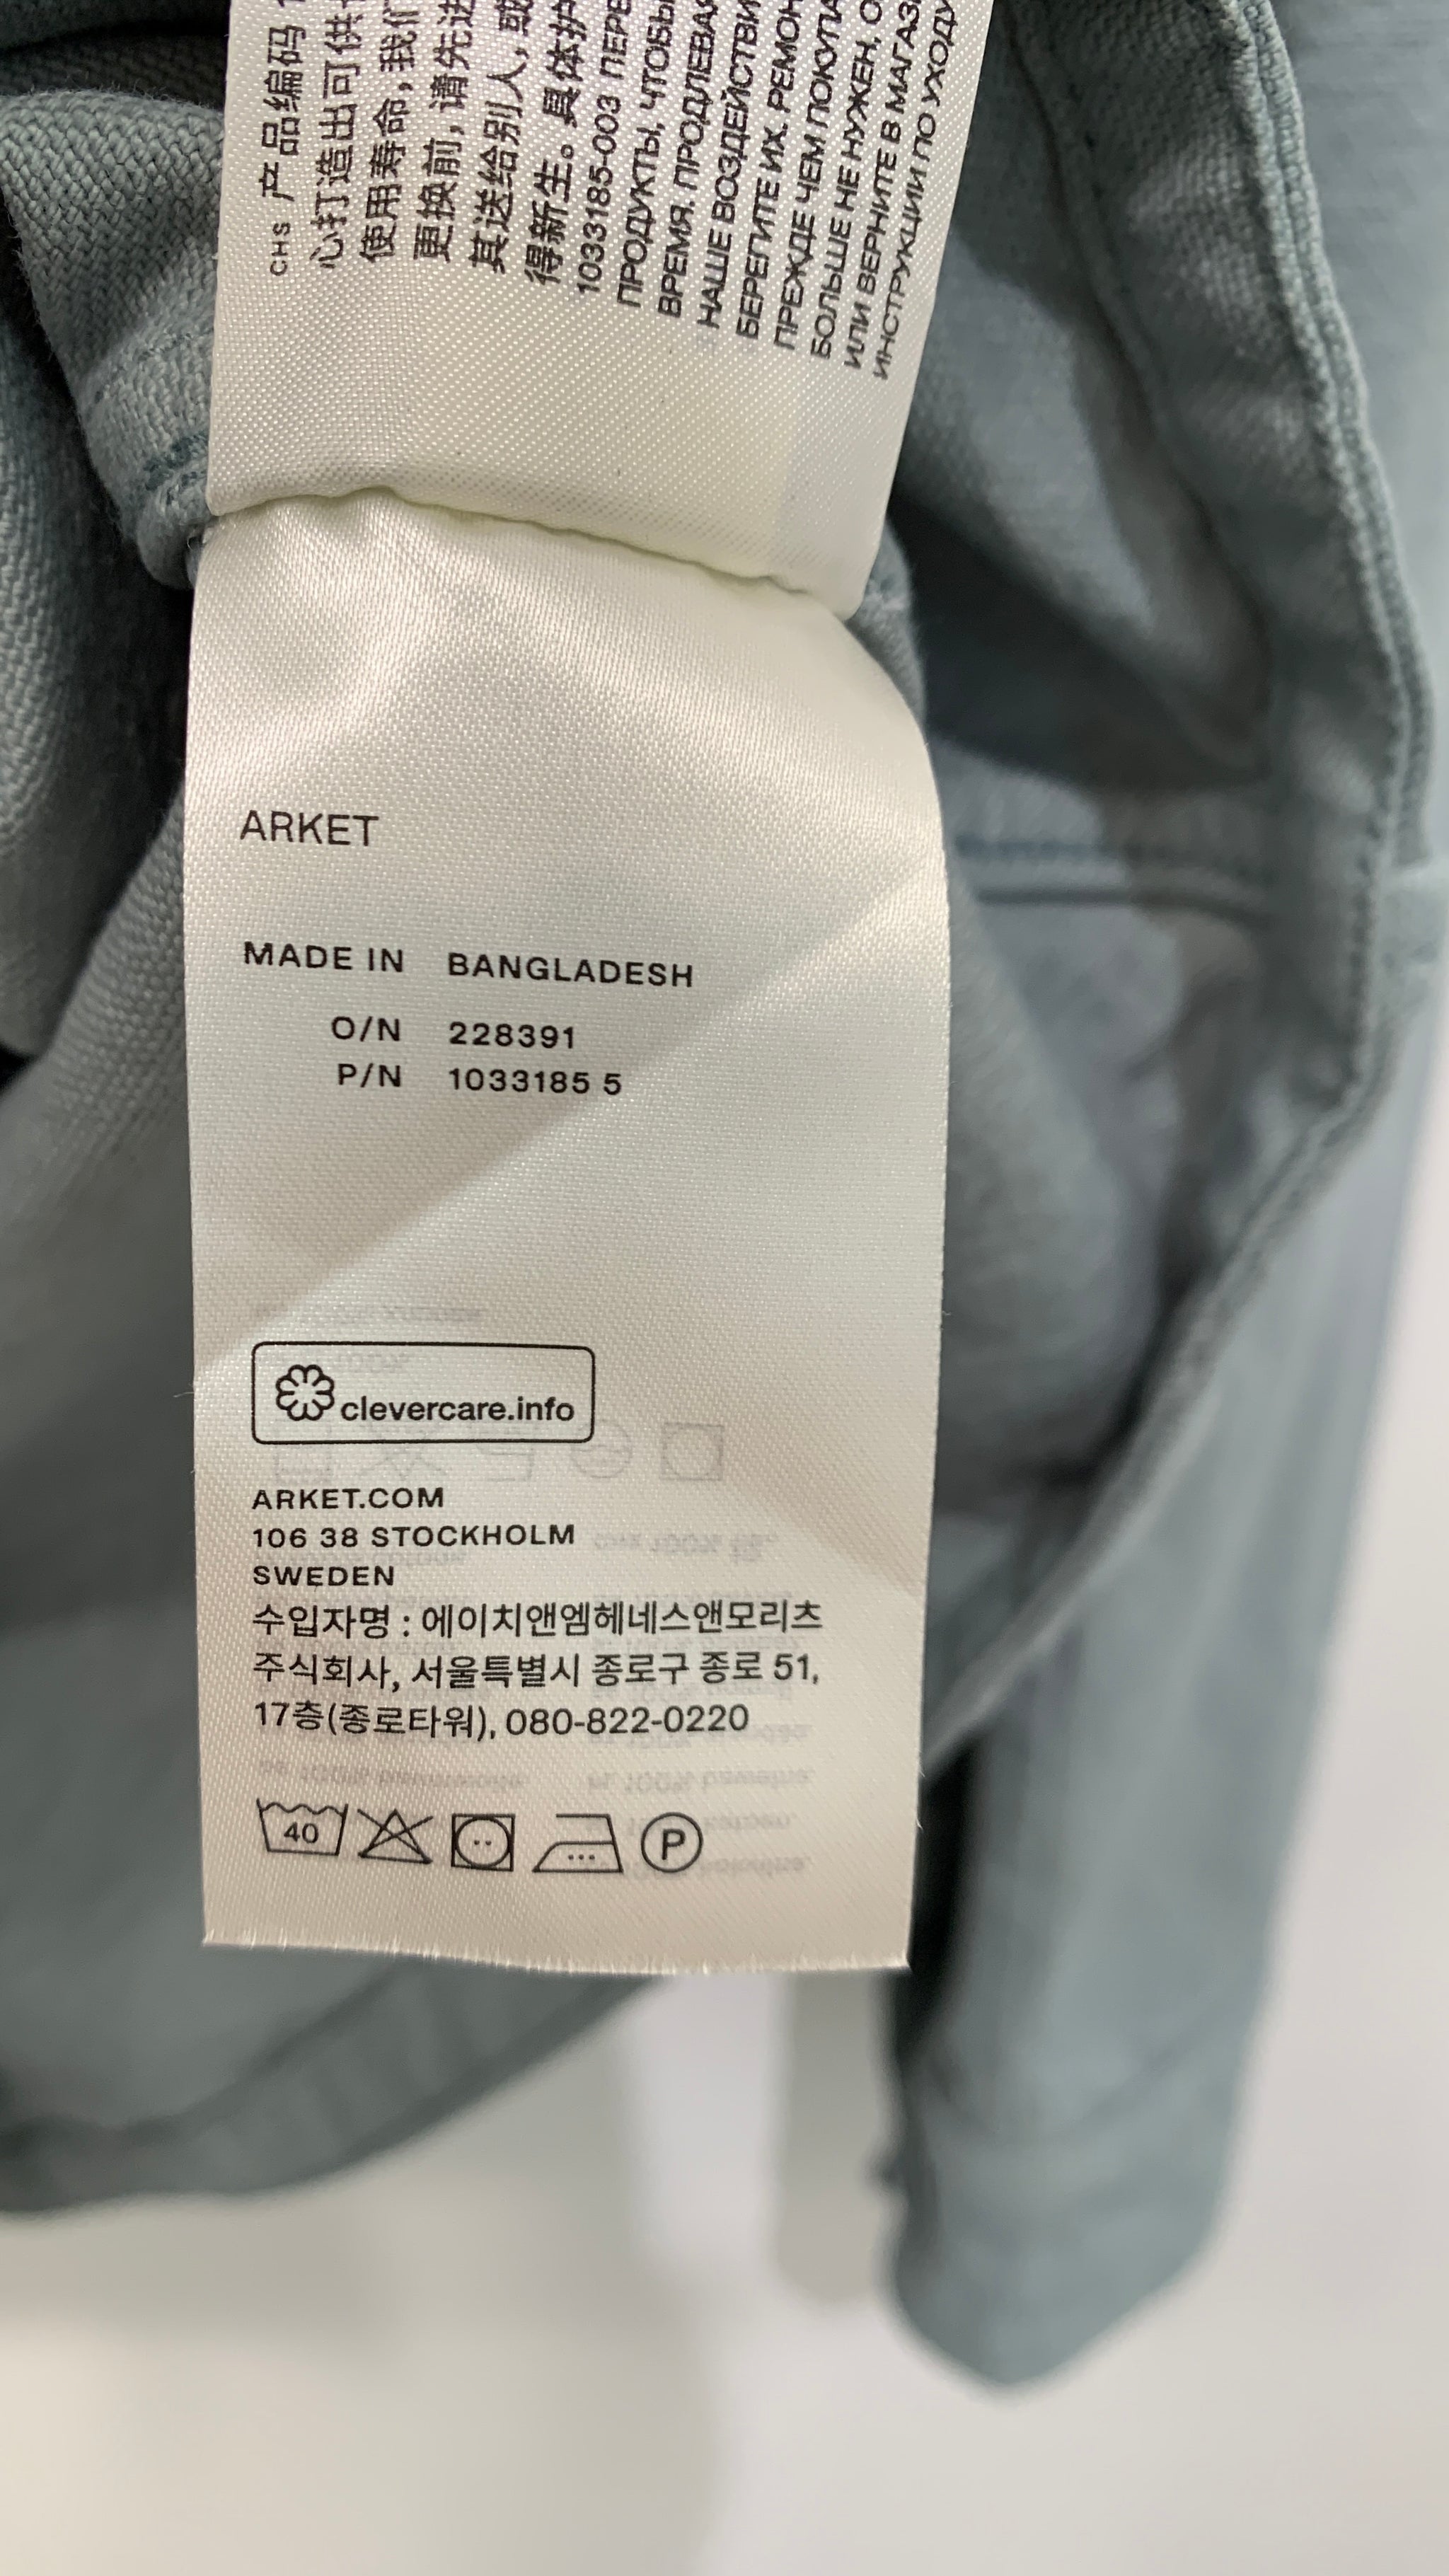 CHS 产品编码
心打造出可供
使用寿命,我们
更换前,请先送
其送给别人,或
得新生。具体护
1033185-003 ПЕРЕ
ПРОДУКТЫ, ЧТОБЫ
ВРЕМЯ. ПРОДЛЕВАЯ
НАШЕ ВОЗДЕЙСТВИ
БЕРЕГИТЕ ИХ. РЕМОН
ПРЕЖДЕ ЧЕМ ПОКУПА
БОЛЬШЕ НЕ НУЖЕН, О
ИЛИ ВЕРНИТЕ В МАГАЗ
ИНСТРУКЦИИ ПО УХОДУ
ARKET
MADE IN BANGLADESH
O/N 228391
P/N 1033185 5
clevercare.info
ARKET.COM
106 38 STOCKHOLM
SWEDEN
수입자명 : 에이치앤엠헤네스앤모리츠
주식회사, 서울특별시 종로구 종로 51,
17층(종로타워), 080-822-0220
40 P